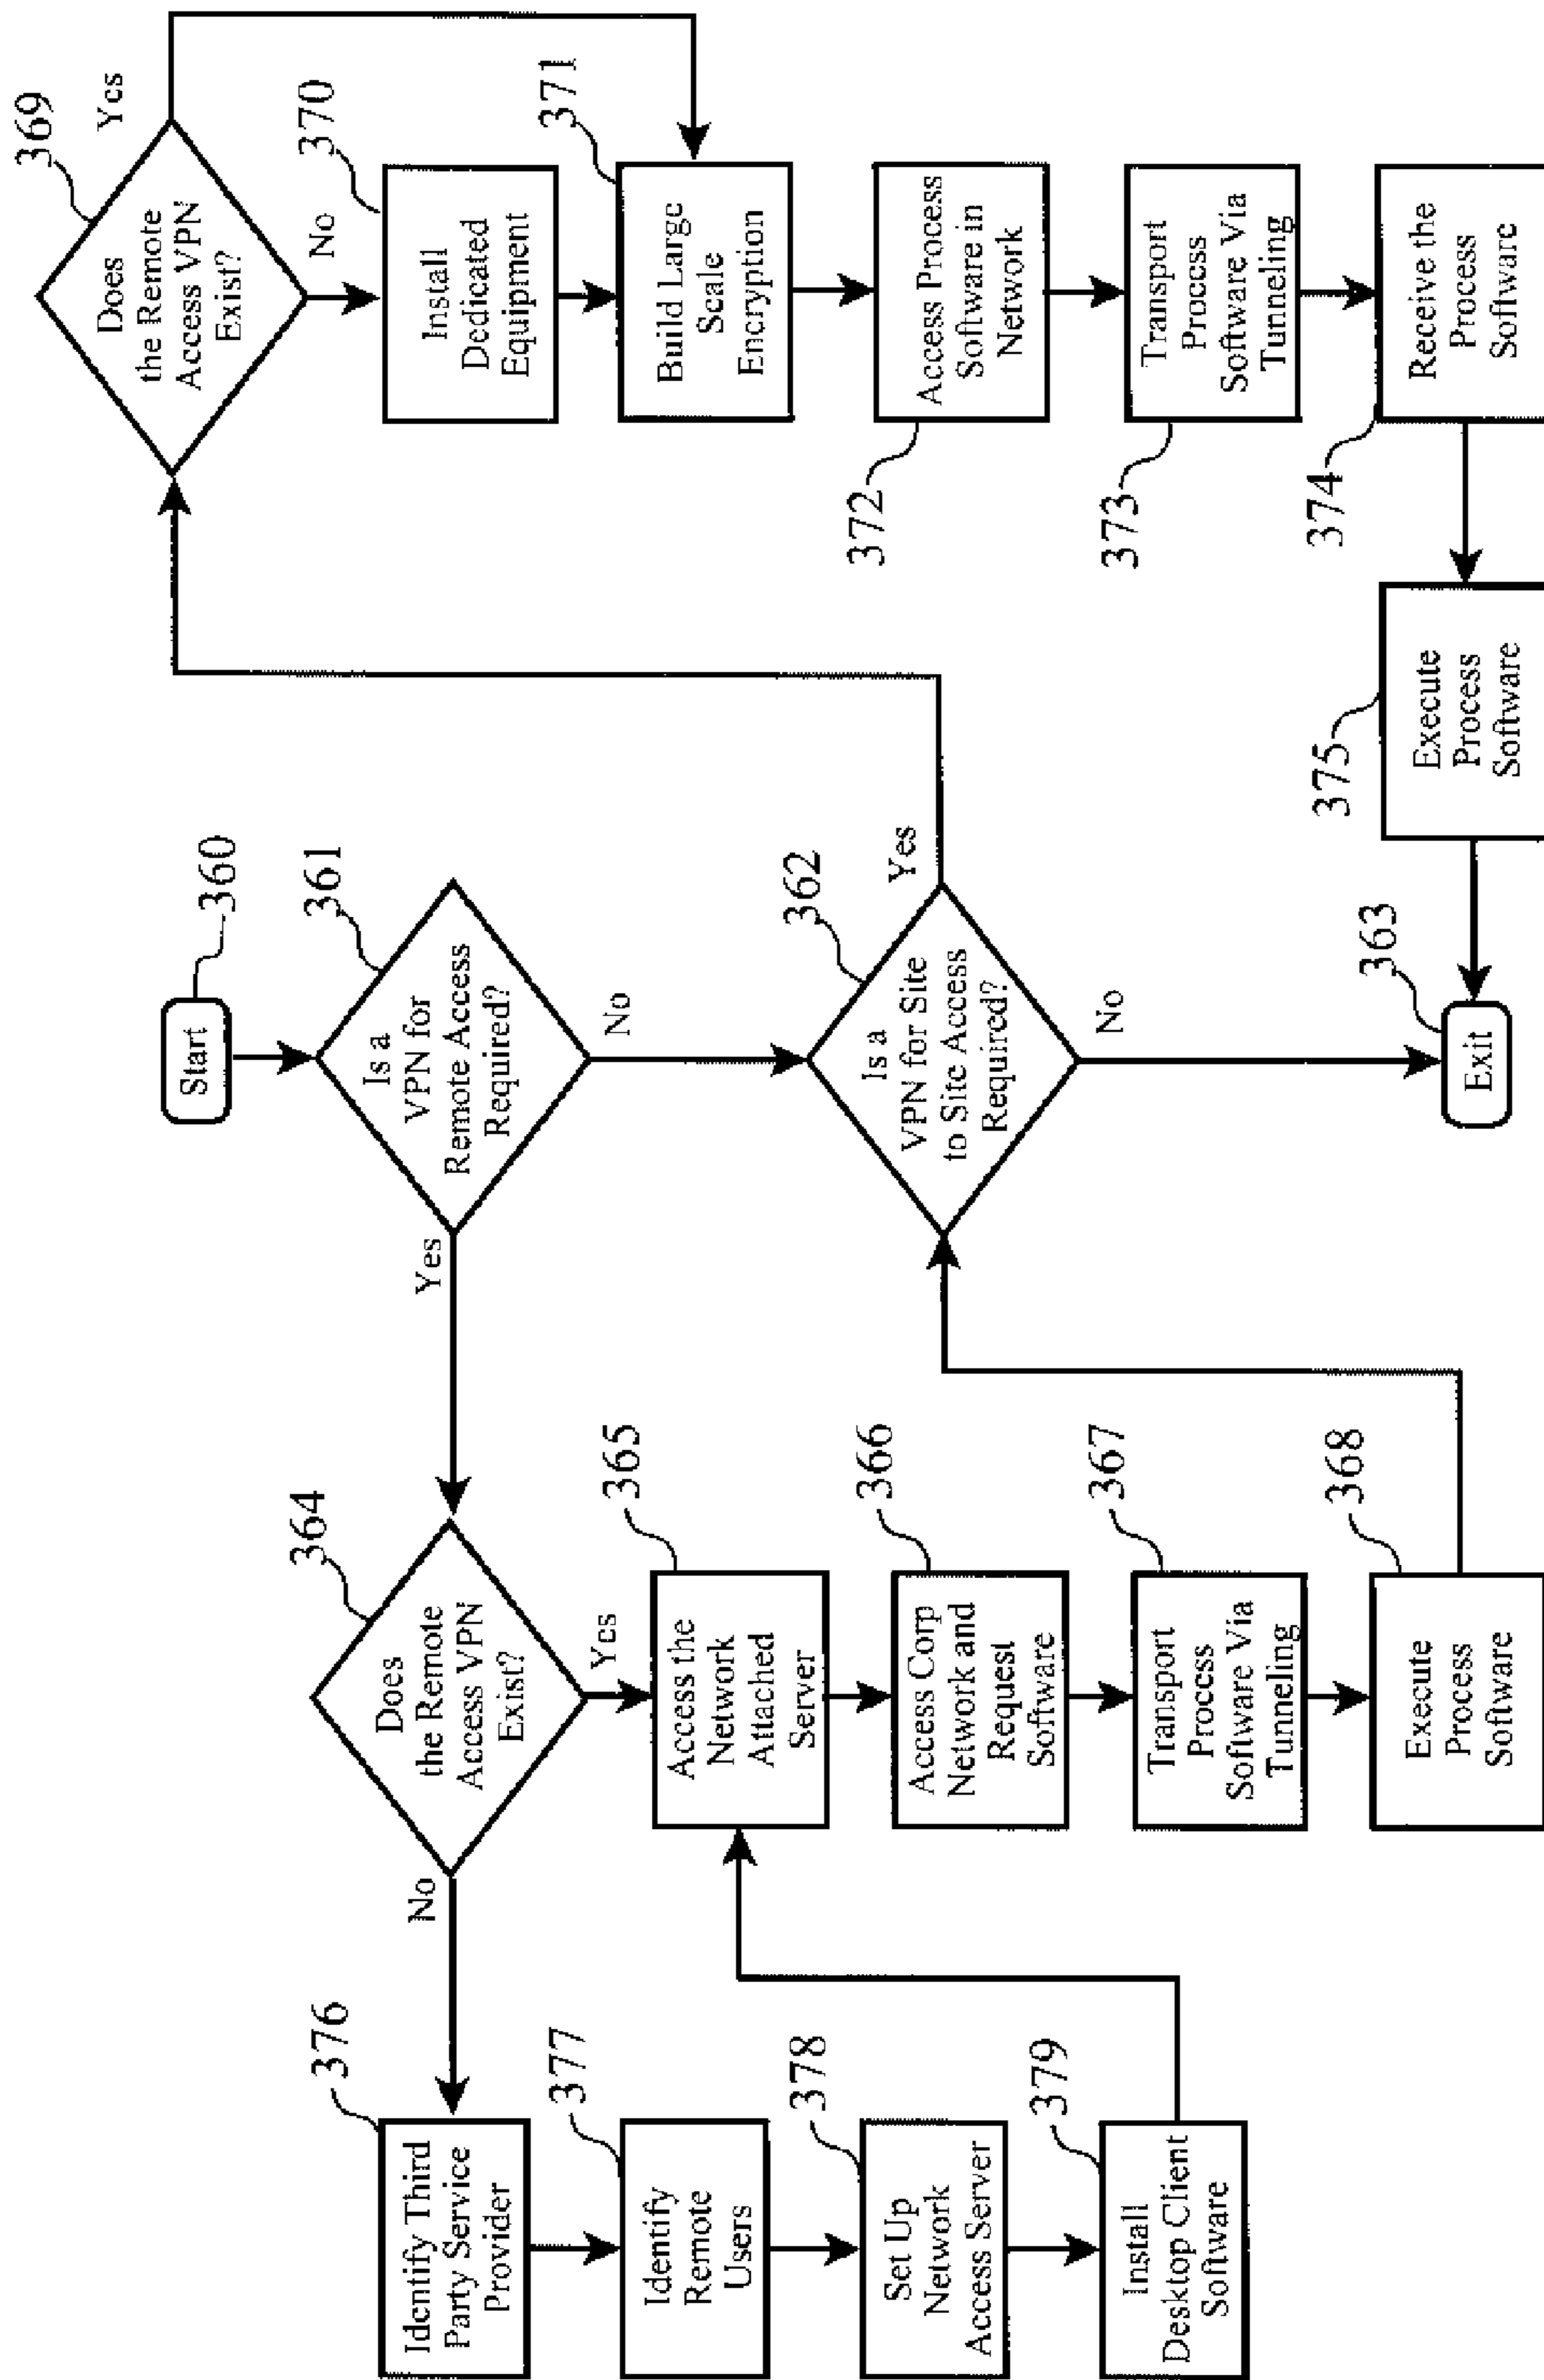 360
Start
361
Is a
VPN for
Remote Access
Required?
Yes
No
362
Is a
VPN for Site
to Site Access
Required?
Yes
No
363
Exit
364
Does
the Remote
Access VPN
Exist?
No
Yes
365
Access the
Network
Attached
Server
366
Access Corp
Network and
Request
Software
367
Transport
Process
Software Via
Tunneling
368
Execute
Process
Software
369
Does
the Remote
Access VPN
Exist?
Yes
No
370
Install
Dedicated
Equipment
371
Build Large
Scale
Encryption
372
Access Process
Software in
Network
373
Transport
Process
Software Via
Tunneling
374
Receive the
Process
Software
375
Execute
Process
Software
376
Identify Third
Party Service
Provider
377
Identify
Remote
Users
378
Set Up
Network
Access Server
379
Install
Desktop Client
Software